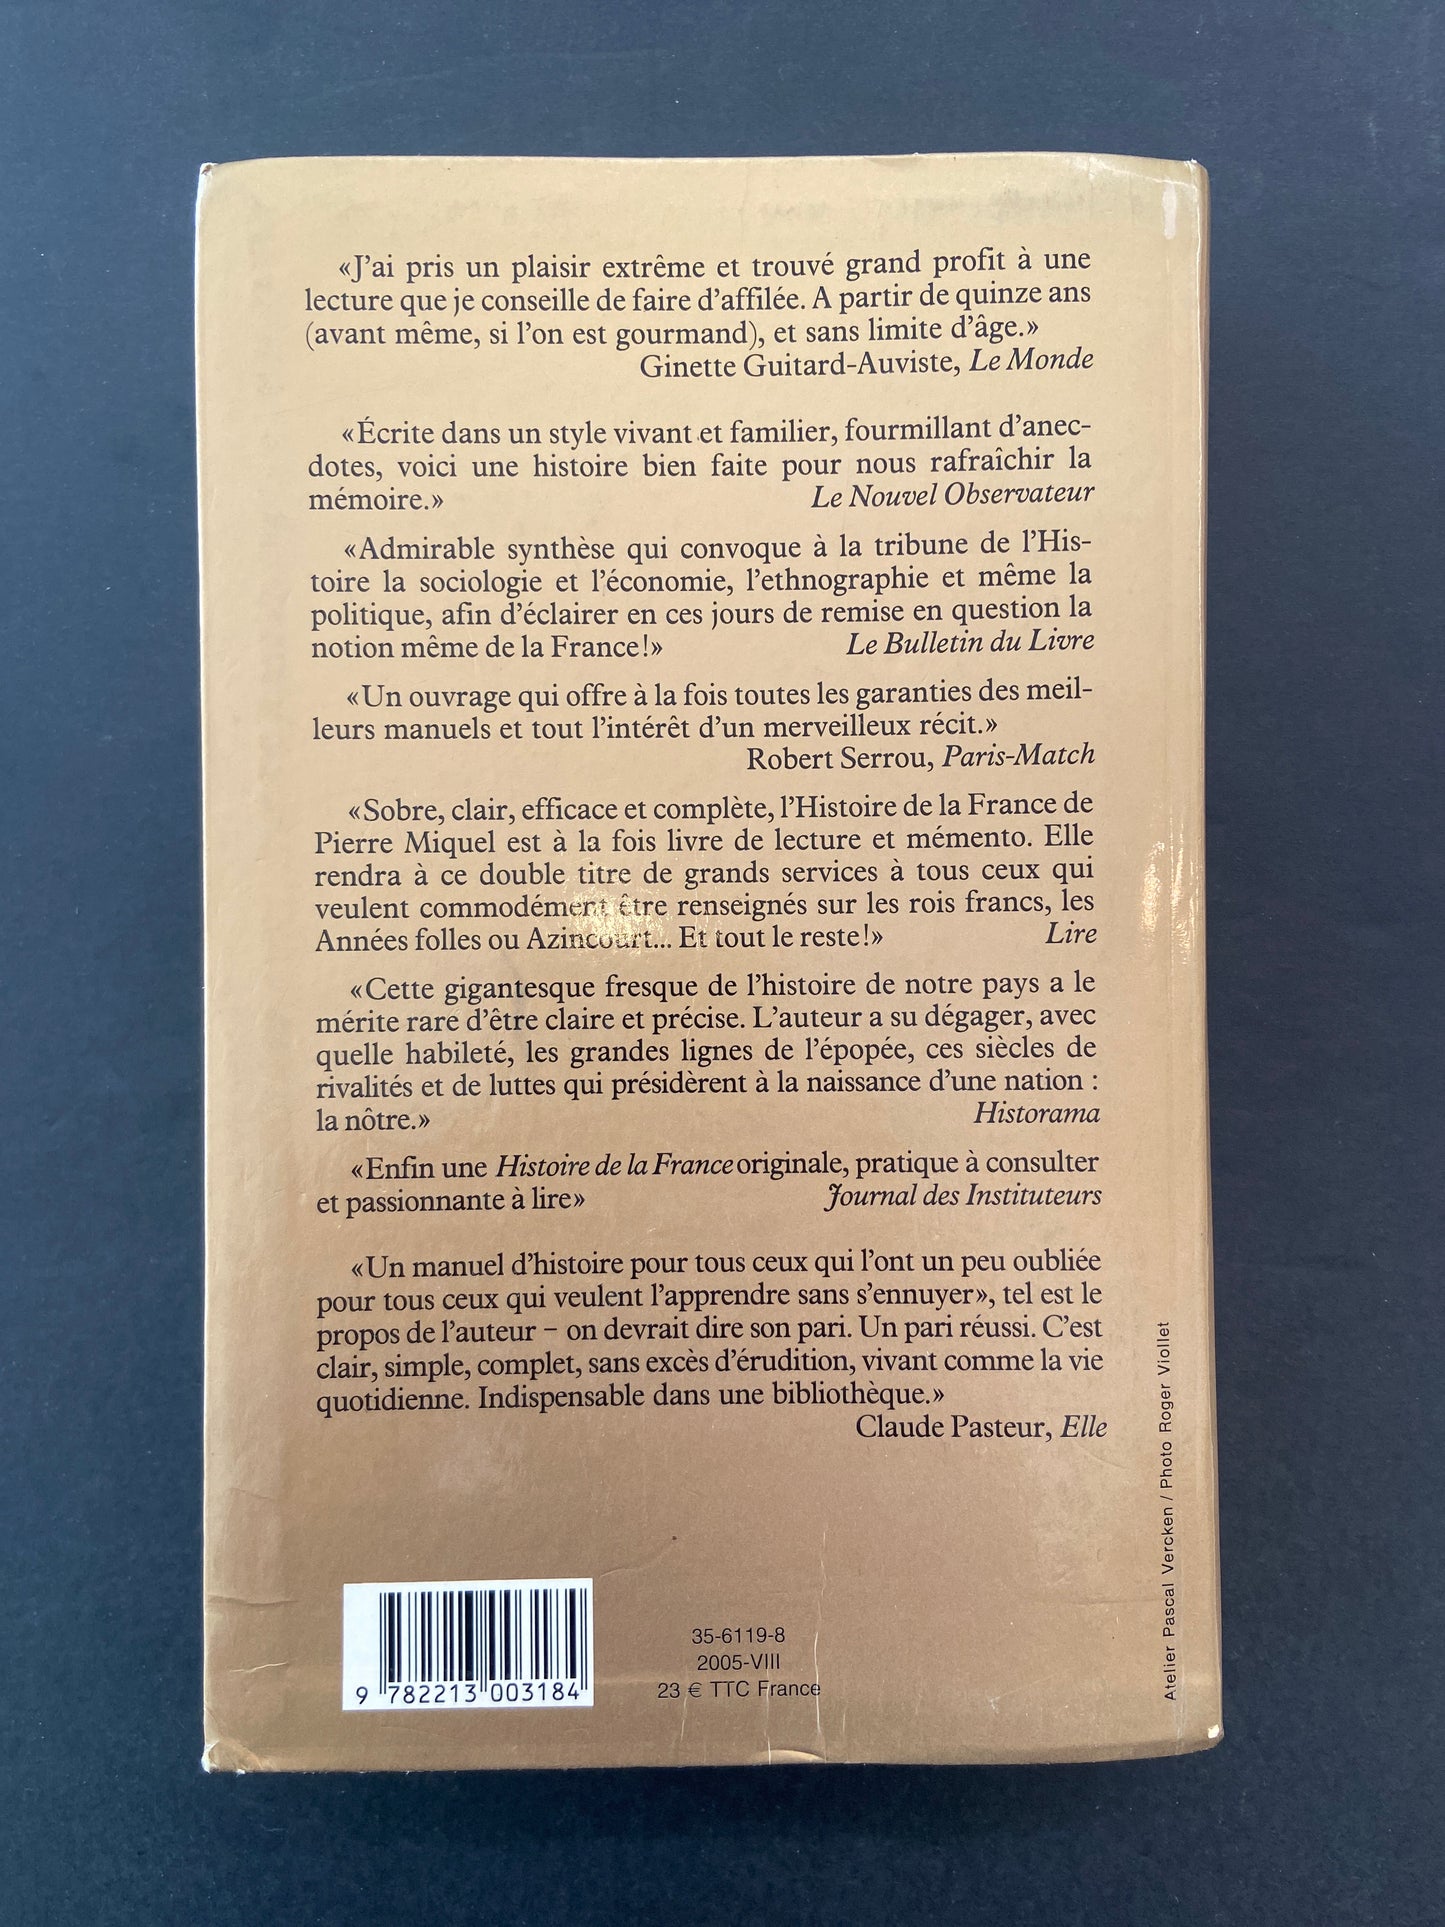 «J'ai pris un plaisir extrême et trouvé grand profit à une
lecture que je conseille de faire d'affilée. A partir de quinze ans
(avant même, si l'on est gourmand), et sans limite d'âge.»
Ginette Guitard-Auviste, Le Monde
«Écrite dans un style vivant et familier, fourmillant d'anec-
dotes, voici une histoire bien faite pour nous rafraîchir la
mémoire.» Le Nouvel Observateur
«Admirable synthèse qui convoque à la tribune de l'His-
toire la sociologie et l'économie, l'ethnographie et même la
politique, afin d'éclairer en ces jours de remise en question la
notion même de la France!» Le Bulletin du Livre
«Un ouvrage qui offre à la fois toutes les garanties des meil-
leurs manuels et tout l'intérêt d'un merveilleux récit.»
Robert Serrou, Paris-Match
«Sobre, clair, efficace et complète, l'Histoire de la France de
Pierre Miquel est à la fois livre de lecture et mémento. Elle
rendra à ce double titre de grands services à tous ceux qui
veulent commodément être renseignés sur les rois francs, les
Années folles ou Azincourt... Et tout le reste!» Lire
«Cette gigantesque fresque de l'histoire de notre pays a le
mérite rare d'être claire et précise. L'auteur a su dégager, avec
quelle habileté, les grandes lignes de l'épopée, ces siècles de
rivalités et de luttes qui présidèrent à la naissance d'une nation :
la nôtre.» Historama
«Enfin une Histoire de la France originale, pratique à consulter
et passionnante à lire» Journal des Instituteurs
«Un manuel d'histoire pour tous ceux qui l'ont un peu oubliée
pour tous ceux qui veulent l'apprendre sans s'ennuyer», tel est le
propos de l'auteur – on devrait dire son pari. Un pari réussi. C'est
clair, simple, complet, sans excès d'érudition, vivant comme la vie
quotidienne. Indispensable dans une bibliothèque.»
Claude Pasteur, Elle
Atelier Pascal Vercken / Photo Roger Viollet
9 782213 003184
35-6119-8
2005-VIII
23 € TTC France